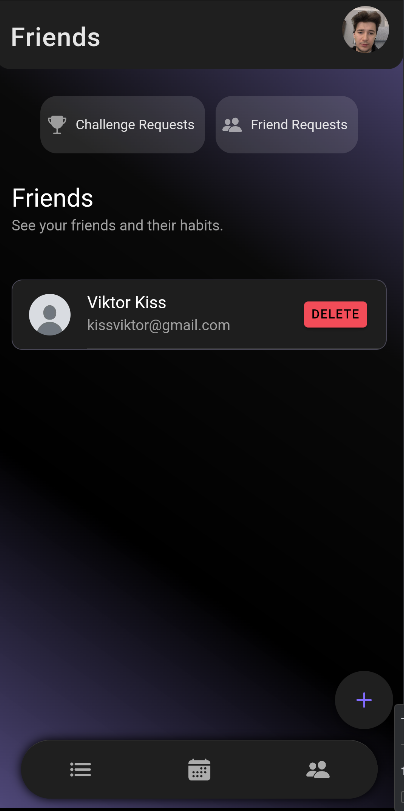 Friends
Challenge Requests
Friend Requests
Friends
See your friends and their habits.
Viktor Kiss
kissviktor@gmail.com
DELETE